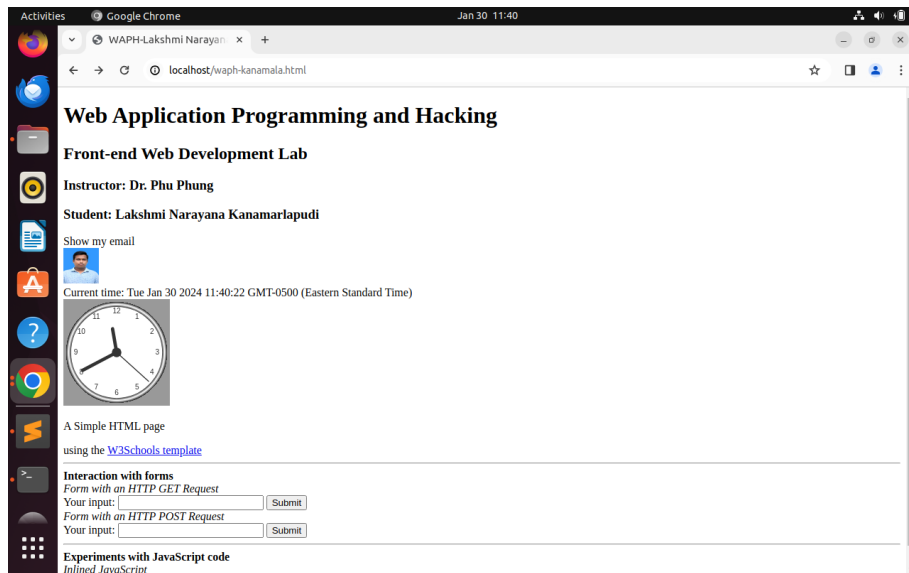 Activities Google Chrome Jan 30 11:40
WAPH-Lakshmi Narayan
localhost/waph-kanamala.html
Web Application Programming and Hacking
Front-end Web Development Lab
Instructor: Dr. Phu Phung
Student: Lakshmi Narayana Kanamarlapudi
Show my email
Current time: Tue Jan 30 2024 11:40:22 GMT-0500 (Eastern Standard Time)
12
11 1
10 2
9 3
8 4
7 5
6
A Simple HTML page
using the W3Schools template
Interaction with forms
Form with an HTTP GET Request
Your input: Submit
Form with an HTTP POST Request
Your input: Submit
Experiments with JavaScript code
Inlined JavaScript